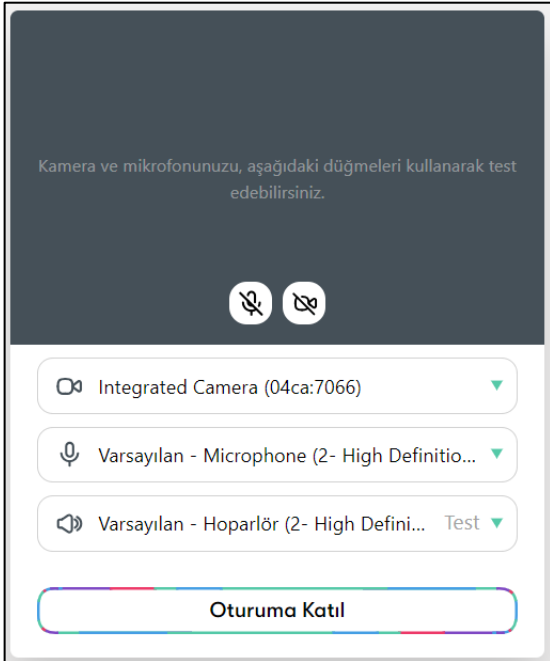 Kamera ve mikrofonunuzu, aşağıdaki düğmeleri kullanarak test
edebilirsiniz.
Integrated Camera (04ca:7066)
Varsayılan - Microphone (2- High Definitio...
Varsayılan - Hoparlör (2- High Defini... Test
Oturuma Katıl